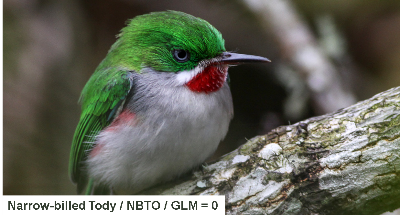 Narrow-billed Tody / NBTO / GLM = 0